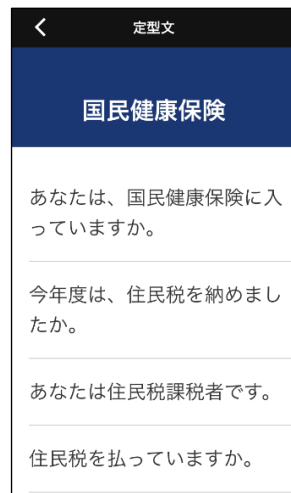 定型文
国民健康保険
あなたは、国民健康保険に入
っていますか。
今年度は、住民税を納めまし
たか。
あなたは住民税課税者です。
住民税を払っていますか。